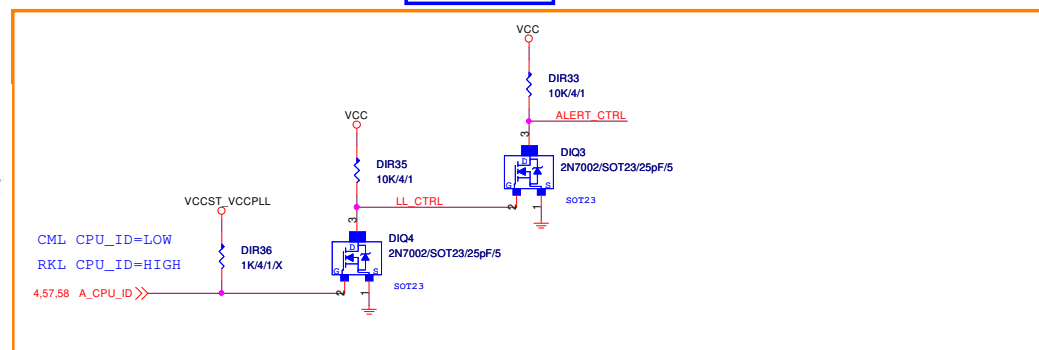 VCC
DIR33
10K/4/1
ALERT_CTRL
3
DIQ3
2N7002/SOT23/25pF/5
D
G
S
2
1
SOT23
VCC
DIR35
10K/4/1
LL_CTRL
3
DIQ4
2N7002/SOT23/25pF/5
D
G
S
2
1
SOT23
VCCST_VCCPLL
DIR36
1K/4/1/X
CML CPU_ID=LOW
RKL CPU_ID=HIGH
4,57,58 A_CPU_ID